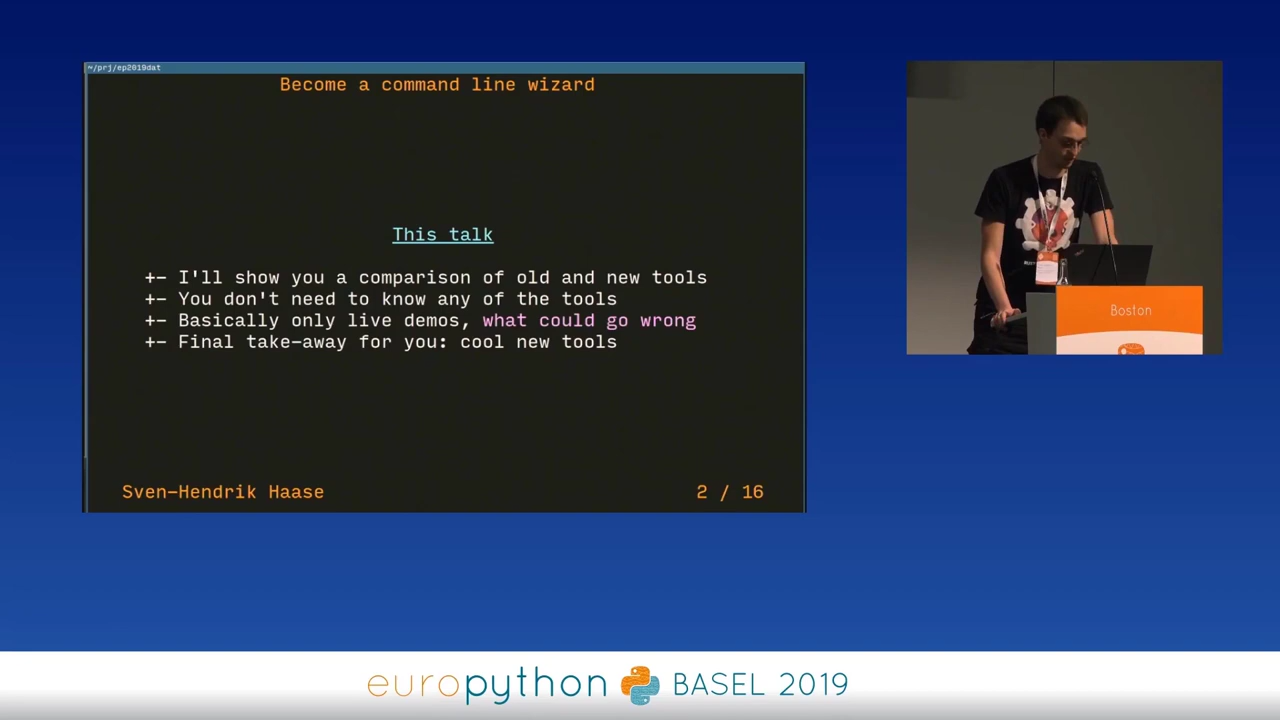 ~/prj/ep2019dat
Become a command line wizard
This talk
+– I'll show you a comparison of old and new tools
+– You don't need to know any of the tools
+– Basically only live demos, what could go wrong
+– Final take–away for you: cool new tools
Sven–Hendrik Haase
2 / 16
Boston
europython BASEL 2019